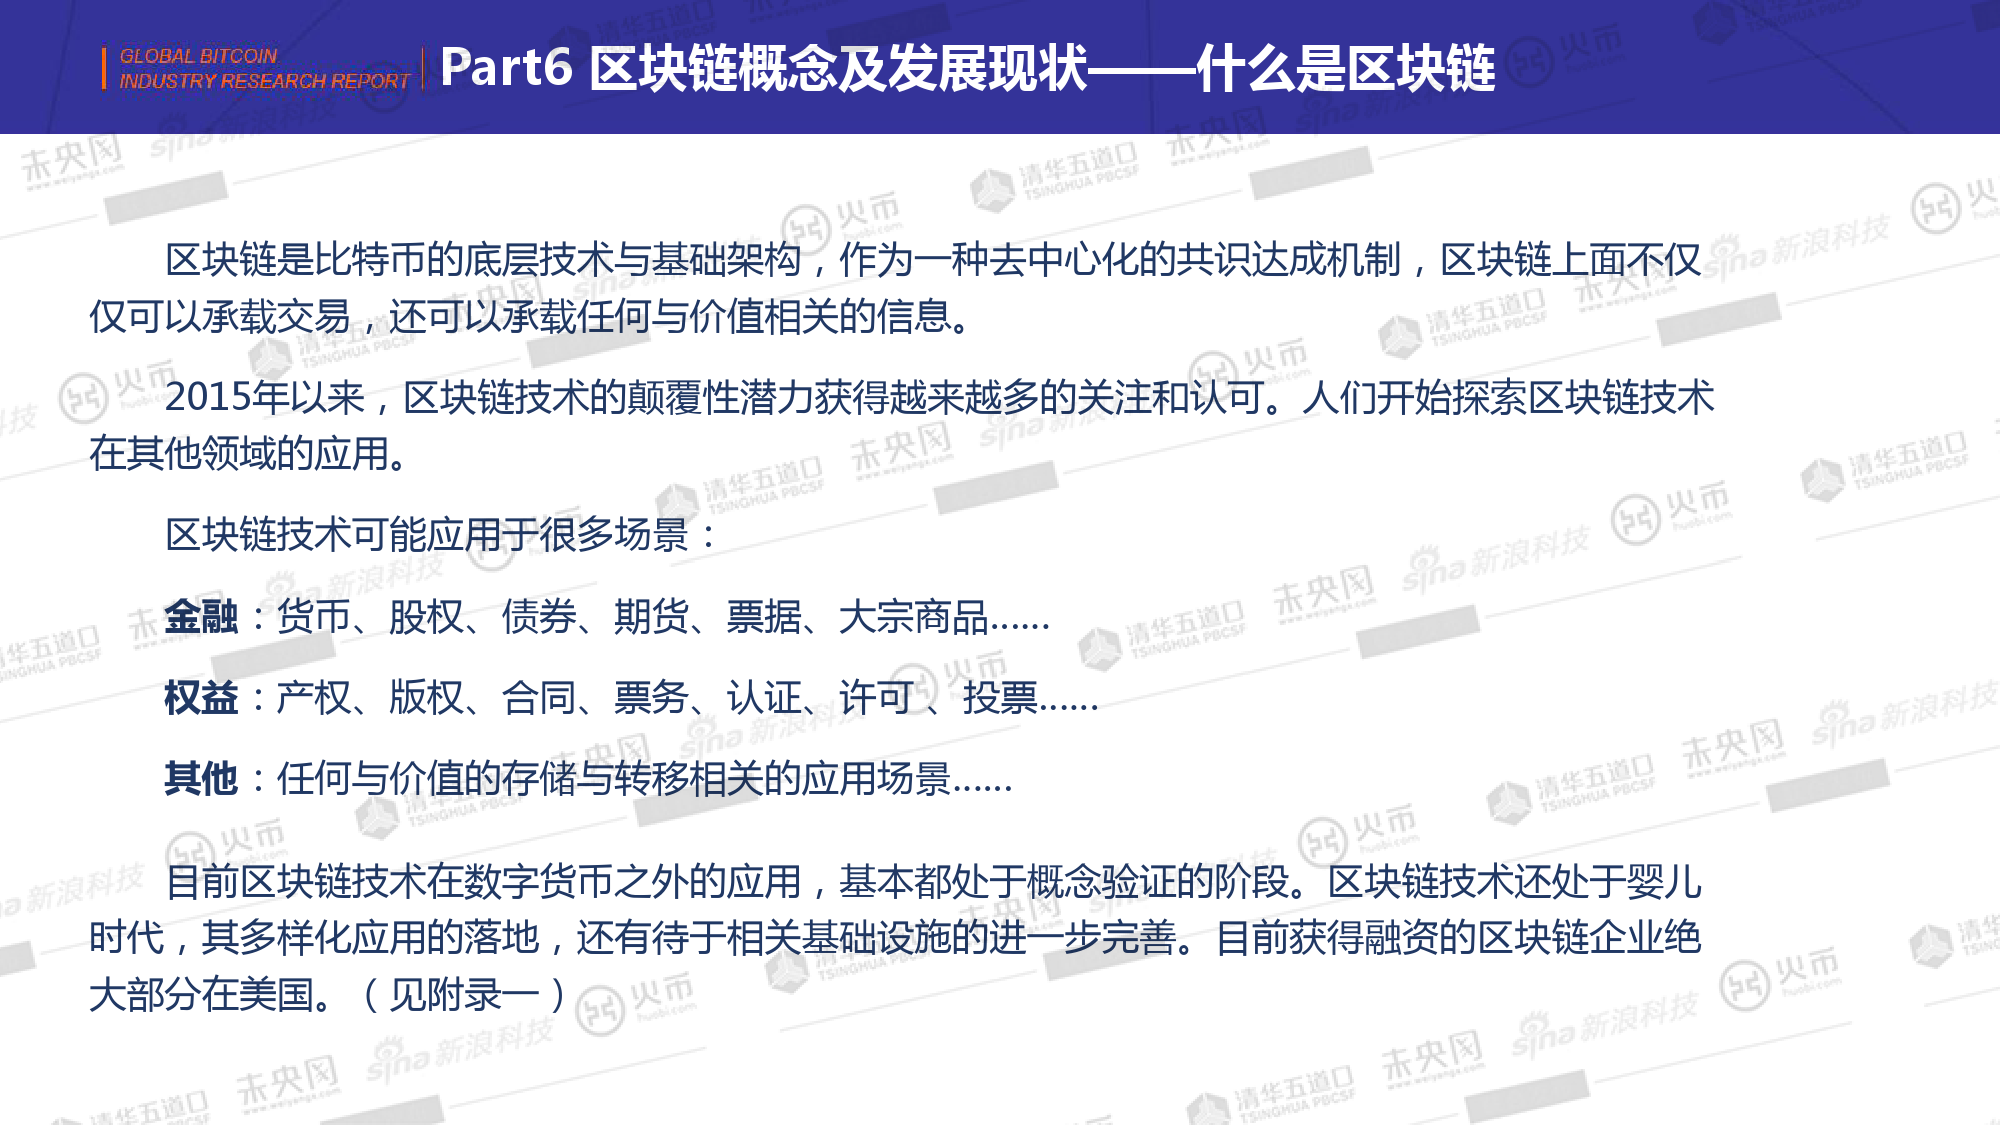 GLOBAL BITCOIN
INDUSTRY RESEARCH REPORT
Part6 区块链概念及发展现状——什么是区块链
区块链是比特币的底层技术与基础架构，作为一种去中心化的共识达成机制，区块链上面不仅
仅可以承载交易，还可以承载任何与价值相关的信息。
2015年以来，区块链技术的颠覆性潜力获得越来越多的关注和认可。人们开始探索区块链技术
在其他领域的应用。
区块链技术可能应用于很多场景：
金融：货币、股权、债券、期货、票据、大宗商品……
权益：产权、版权、合同、票务、认证、许可、投票……
其他：任何与价值的存储与转移相关的应用场景……
目前区块链技术在数字货币之外的应用，基本都处于概念验证的阶段。区块链技术还处于婴儿
时代，其多样化应用的落地，还有待于相关基础设施的进一步完善。目前获得融资的区块链企业绝
大部分在美国。（见附录一）
未央网
www.weiyangx.com
sina新浪科技
火币
huobi.com
清华五道口
TSINGHUA PBCSF